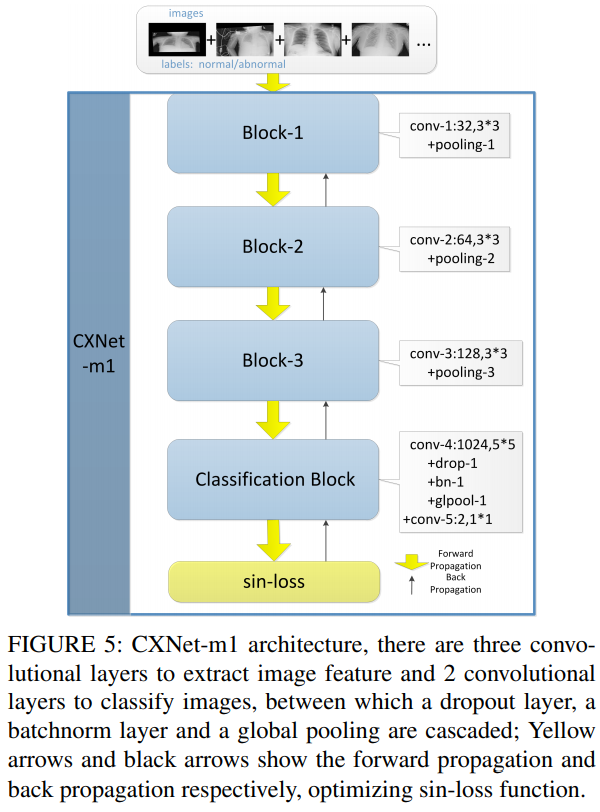 images
+ + + ...
labels: normal/abnormal
CXNet
-m1
Block-1
conv-1:32,3*3
+pooling-1
Block-2
conv-2:64,3*3
+pooling-2
Block-3
conv-3:128,3*3
+pooling-3
Classification Block
conv-4:1024,5*5
+drop-1
+bn-1
+glpool-1
+conv-5:2,1*1
sin-loss
Forward
Propagation
Back
Propagation
FIGURE 5: CXNet-m1 architecture, there are three convo-
lutional layers to extract image feature and 2 convolutional
layers to classify images, between which a dropout layer, a
batchnorm layer and a global pooling are cascaded; Yellow
arrows and black arrows show the forward propagation and
back propagation respectively, optimizing sin-loss function.